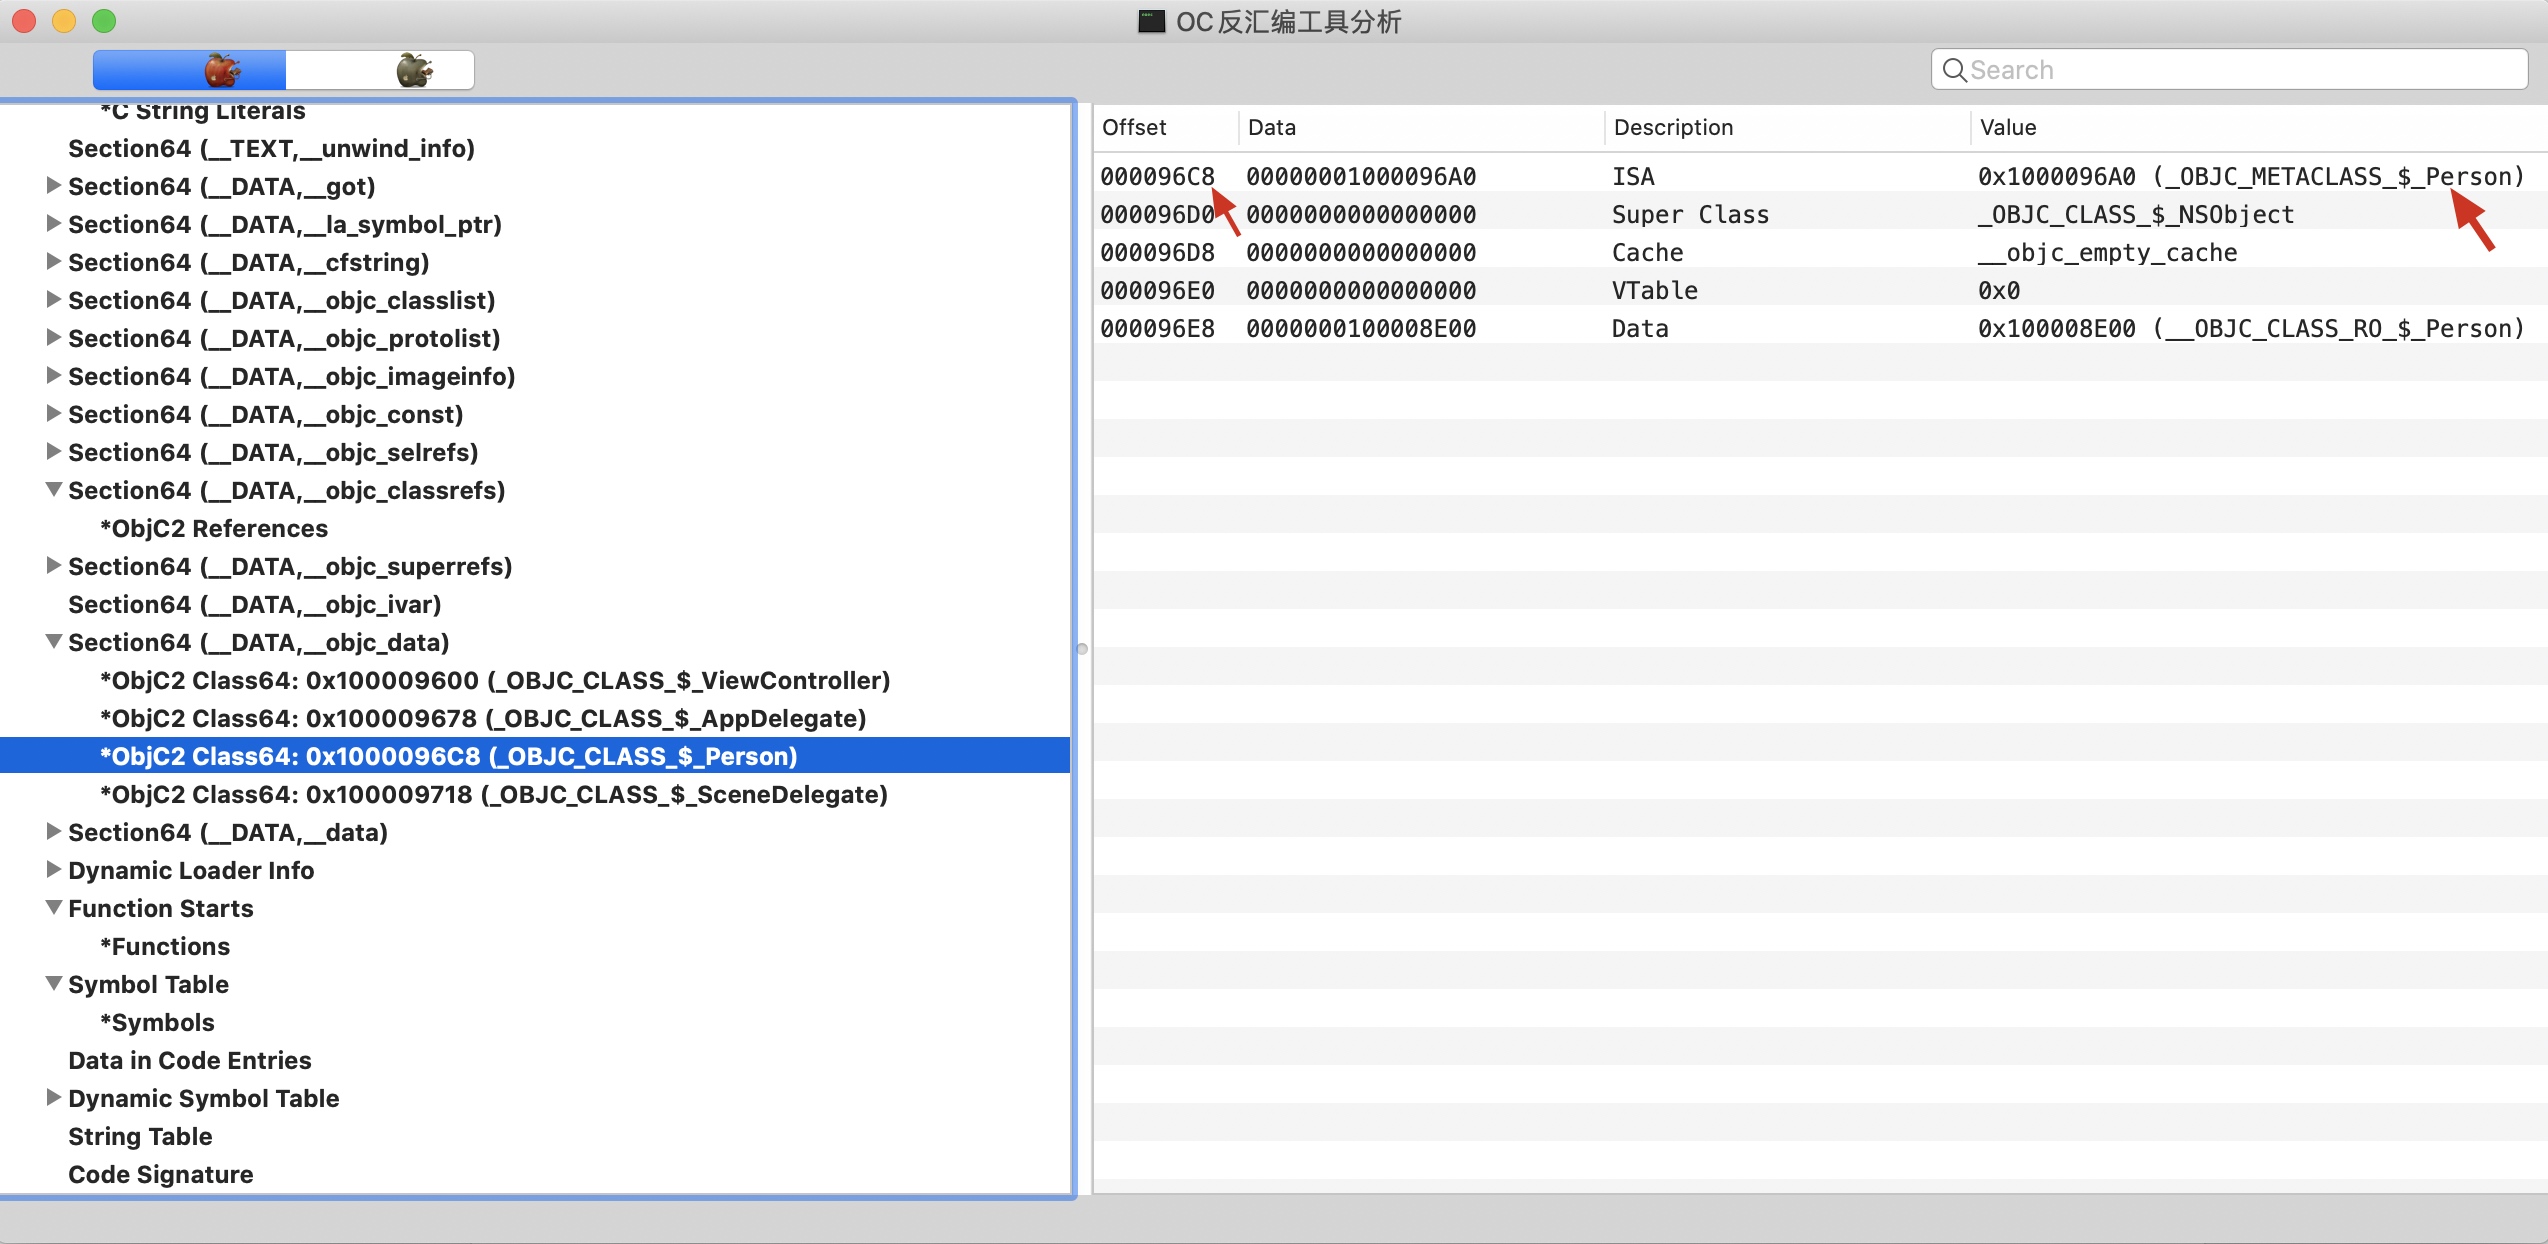 OC反汇编工具分析
Search
*C String Literals
Section64 (__TEXT,__unwind_info)
Section64 (__DATA,__got)
Section64 (__DATA,__la_symbol_ptr)
Section64 (__DATA,__cfstring)
Section64 (__DATA,__objc_classlist)
Section64 (__DATA,__objc_protolist)
Section64 (__DATA,__objc_imageinfo)
Section64 (__DATA,__objc_const)
Section64 (__DATA,__objc_selrefs)
Section64 (__DATA,__objc_classrefs)
*ObjC2 References
Section64 (__DATA,__objc_superrefs)
Section64 (__DATA,__objc_ivar)
Section64 (__DATA,__objc_data)
*ObjC2 Class64: 0x100009600 (_OBJC_CLASS_$_ViewController)
*ObjC2 Class64: 0x100009678 (_OBJC_CLASS_$_AppDelegate)
*ObjC2 Class64: 0x1000096C8 (_OBJC_CLASS_$_Person)
*ObjC2 Class64: 0x100009718 (_OBJC_CLASS_$_SceneDelegate)
Section64 (__DATA,__data)
Dynamic Loader Info
Function Starts
*Functions
Symbol Table
*Symbols
Data in Code Entries
Dynamic Symbol Table
String Table
Code Signature
Offset Data Description Value
000096C8 00000001000096A0 ISA 0x1000096A0 (_OBJC_METACLASS_$_Person)
000096D0 0000000000000000 Super Class _OBJC_CLASS_$_NSObject
000096D8 0000000000000000 Cache __objc_empty_cache
000096E0 0000000000000000 VTable 0x0
000096E8 0000000100008E00 Data 0x100008E00 (__OBJC_CLASS_RO_$_Person)